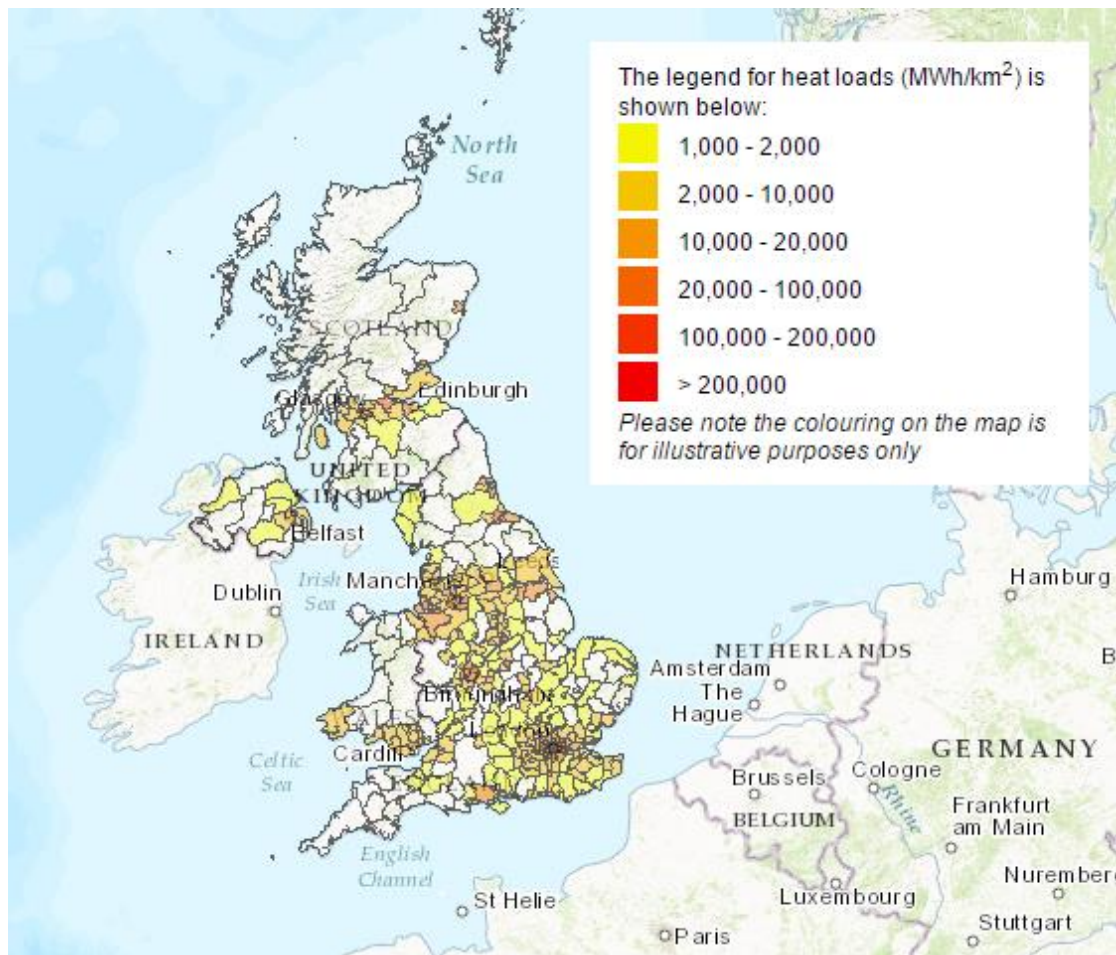 The legend for heat loads (MWh/km2) is
shown below:
1,000 - 2,000
2,000 - 10,000
10,000 - 20,000
20,000 - 100,000
100,000 - 200,000
> 200,000
Please note the colouring on the map is
for illustrative purposes only
North
Sea
SCOTLAND
Edinburgh
Glasgow
UNITED
KINGDOM
Belfast
Leeds
Irish
Sea
Manchester
Dublin
IRELAND
Hamburg
NETHERLANDS
Amsterdam
The
Hague
Birmingham
WALES
London
Cardiff
Celtic
Sea
GERMANY
Brussels
Cologne
BELGIUM
Rhine
Frankfurt
am Main
English
Channel
Luxembourg
Nurember
St Helie
Stuttgart
Paris